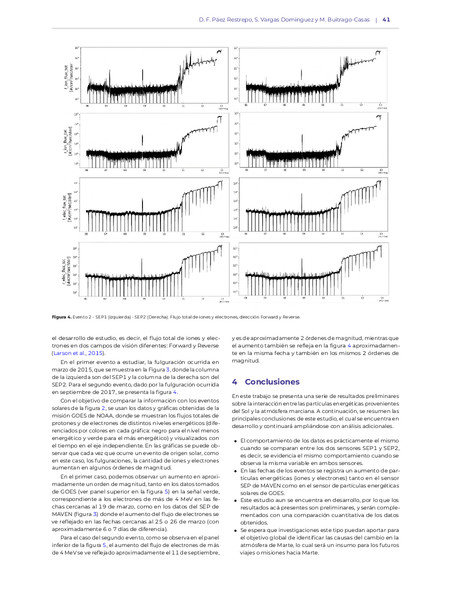 D. F. Páez Restrepo, S. Vargas Domínguez y M. Buitrago-Casas | 41
Figura 4. Evento 2 - SEP1 (Izquierda) - SEP2 (Derecha). Flujo total de iones y electrones, dirección Forward y Reverse.
el desarrollo de estudio, es decir, el flujo total de iones y elec-
trones en dos campos de visión diferentes: Forward y Reverse
(Larson et al., 2015).
En el primer evento a estudiar, la fulguración ocurrida en
marzo de 2015, que se muestra en la Figura 3, donde la columna
de la izquierda son del SEP1 y la columna de la derecha son del
SEP2. Para el segundo evento, dado por la fulguración ocurrida
en septiembre de 2017, se presenta la figura 4.
Con el objetivo de comparar la información con los eventos
solares de la figura 2, se usan los datos y gráficas obtenidas de la
misión GOES de NOAA, donde se muestran los flujos totales de
protones y de electrones de distintos niveles energéticos (dife-
renciados por colores en cada gráfica; negro para el nivel menos
energético y verde para el más energético) y visualizados con
el tiempo en el eje independiente. En las gráficas se puede ob-
servar que cada vez que ocurre un evento de origen solar, como
en este caso, los fulguraciones, la cantidad de iones y electrones
aumentan en algunos órdenes de magnitud.
En el primer caso, podemos observar un aumento en aproxi-
madamente un orden de magnitud, tanto en los datos tomados
de GOES (ver panel superior en la figura 5) en la señal verde,
correspondiente a los electrones de más de 4 MeV en las fe-
chas cercanas al 19 de marzo, como en los datos del SEP de
MAVEN (figura 3) donde el aumento del flujo de electrones se
ve reflejado en las fechas cercanas al 25 o 26 de marzo (con
aproximadamente 6 o 7 días de diferencia).
Para el caso del segundo evento, como se observa en el panel
inferior de la figura 5, el aumento del flujo de electrones de más
de 4 MeV se ve reflejado aproximadamente el 11 de septiembre,
y es de aproximadamente 2 órdenes de magnitud, mientras que
el aumento también se refleja en la figura 4 aproximadamen-
te en la misma fecha y también en los mismos 2 órdenes de
magnitud.
4 Conclusiones
En este trabajo se presenta una serie de resultados preliminares
sobre la interacción entre las partículas energéticas provenientes
del Sol y la atmósfera marciana. A continuación, se resumen las
principales conclusiones de este estudio, el cual se encuentra en
desarrollo y continuará ampliándose con análisis adicionales.
• El comportamiento de los datos es prácticamente el mismo
cuando se comparan entre los dos sensores SEP1 y SEP2,
es decir, se evidencia el mismo comportamiento cuando se
observa la misma variable en ambos sensores.
• En las fechas de los eventos se registra un aumento de par-
tículas energéticas (iones y electrones) tanto en el sensor
SEP de MAVEN como en el sensor de partículas energéticas
solares de GOES.
• Este estudio aun se encuentra en desarrollo, por lo que los
resultados acá presentes son preliminares, y serán comple-
mentados con una comparación cuantitativa de los datos
obtenidos.
• Se espera que investigaciones este tipo puedan aportar para
el objetivo global de identificar las causas del cambio en la
atmósfera de Marte, lo cual será un insumo para los futuros
viajes o misiones hacia Marte.